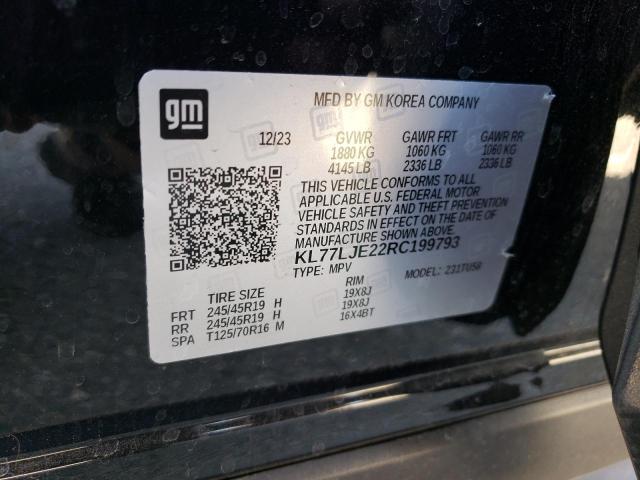 gm
MFD BY GM KOREA COMPANY
12/23 GVWR GAWR FRT GAWR RR
1880 KG 1060 KG 1060 KG
4145 LB 2336 LB 2336 LB
THIS VEHICLE CONFORMS TO ALL
APPLICABLE U.S. FEDERAL MOTOR
VEHICLE SAFETY AND THEFT PREVENTION
STANDARDS IN EFFECT ON THE DATE OF
MANUFACTURE SHOWN ABOVE.
KL77LJE22RC199793
TYPE: MPV MODEL: 231TU58
TIRE SIZE RIM
FRT 245/45R19 H 19X8J
RR 245/45R19 H 19X8J
SPA T125/70R16 M 16X4BT